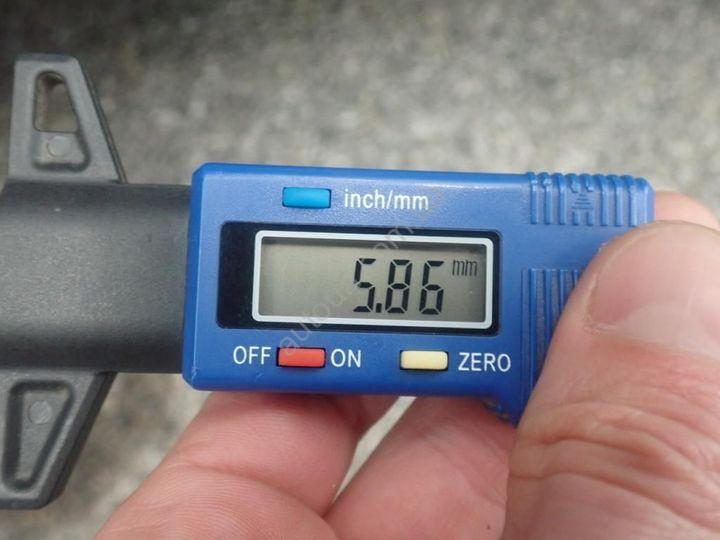 inch/mm
5.86 mm
OFF ON ZERO